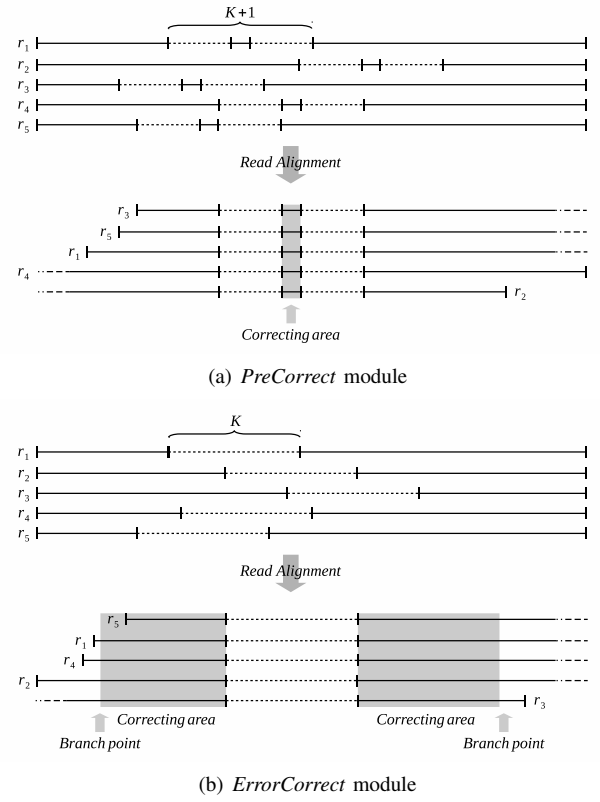 K+1
r1
r2
r3
r4
r5
Read Alignment
r3
r5
r1
r4
r2
Correcting area
(a) PreCorrect module
K
r1
r2
r3
r4
r5
Read Alignment
r5
r1
r4
r2
r3
Correcting area Correcting area
Branch point Branch point
(b) ErrorCorrect module